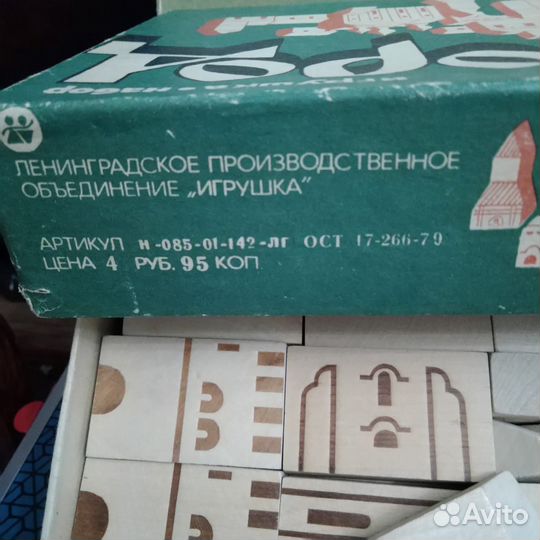 набор
ЛЕНИНГРАДСКОЕ ПРОИЗВОДСТВЕННОЕ
ОБЪЕДИНЕНИЕ „ИГРУШКА"
АРТИКУЛ Н -085-01-142-ЛГ ОСТ 17-266-79
ЦЕНА 4 РУБ. 95 КОП
Avito